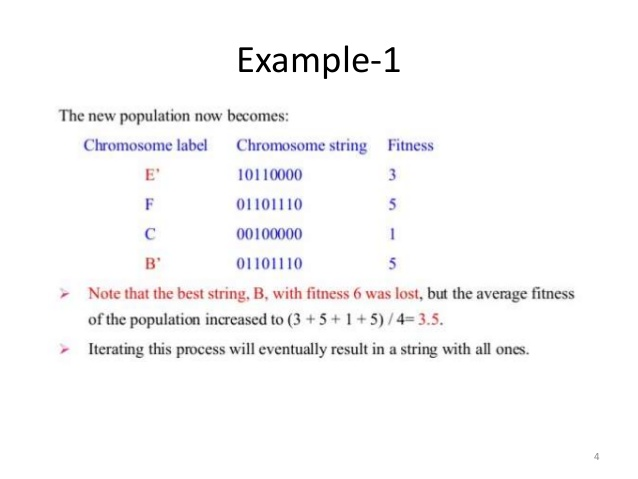 Example-1
The new population now becomes:
Chromosome label Chromosome string Fitness
E' 10110000 3
F 01101110 5
C 00100000 1
B' 01101110 5
➢ Note that the best string, B, with fitness 6 was lost, but the average fitness
of the population increased to (3 + 5 + 1 + 5) / 4= 3.5.
➢ Iterating this process will eventually result in a string with all ones.
4